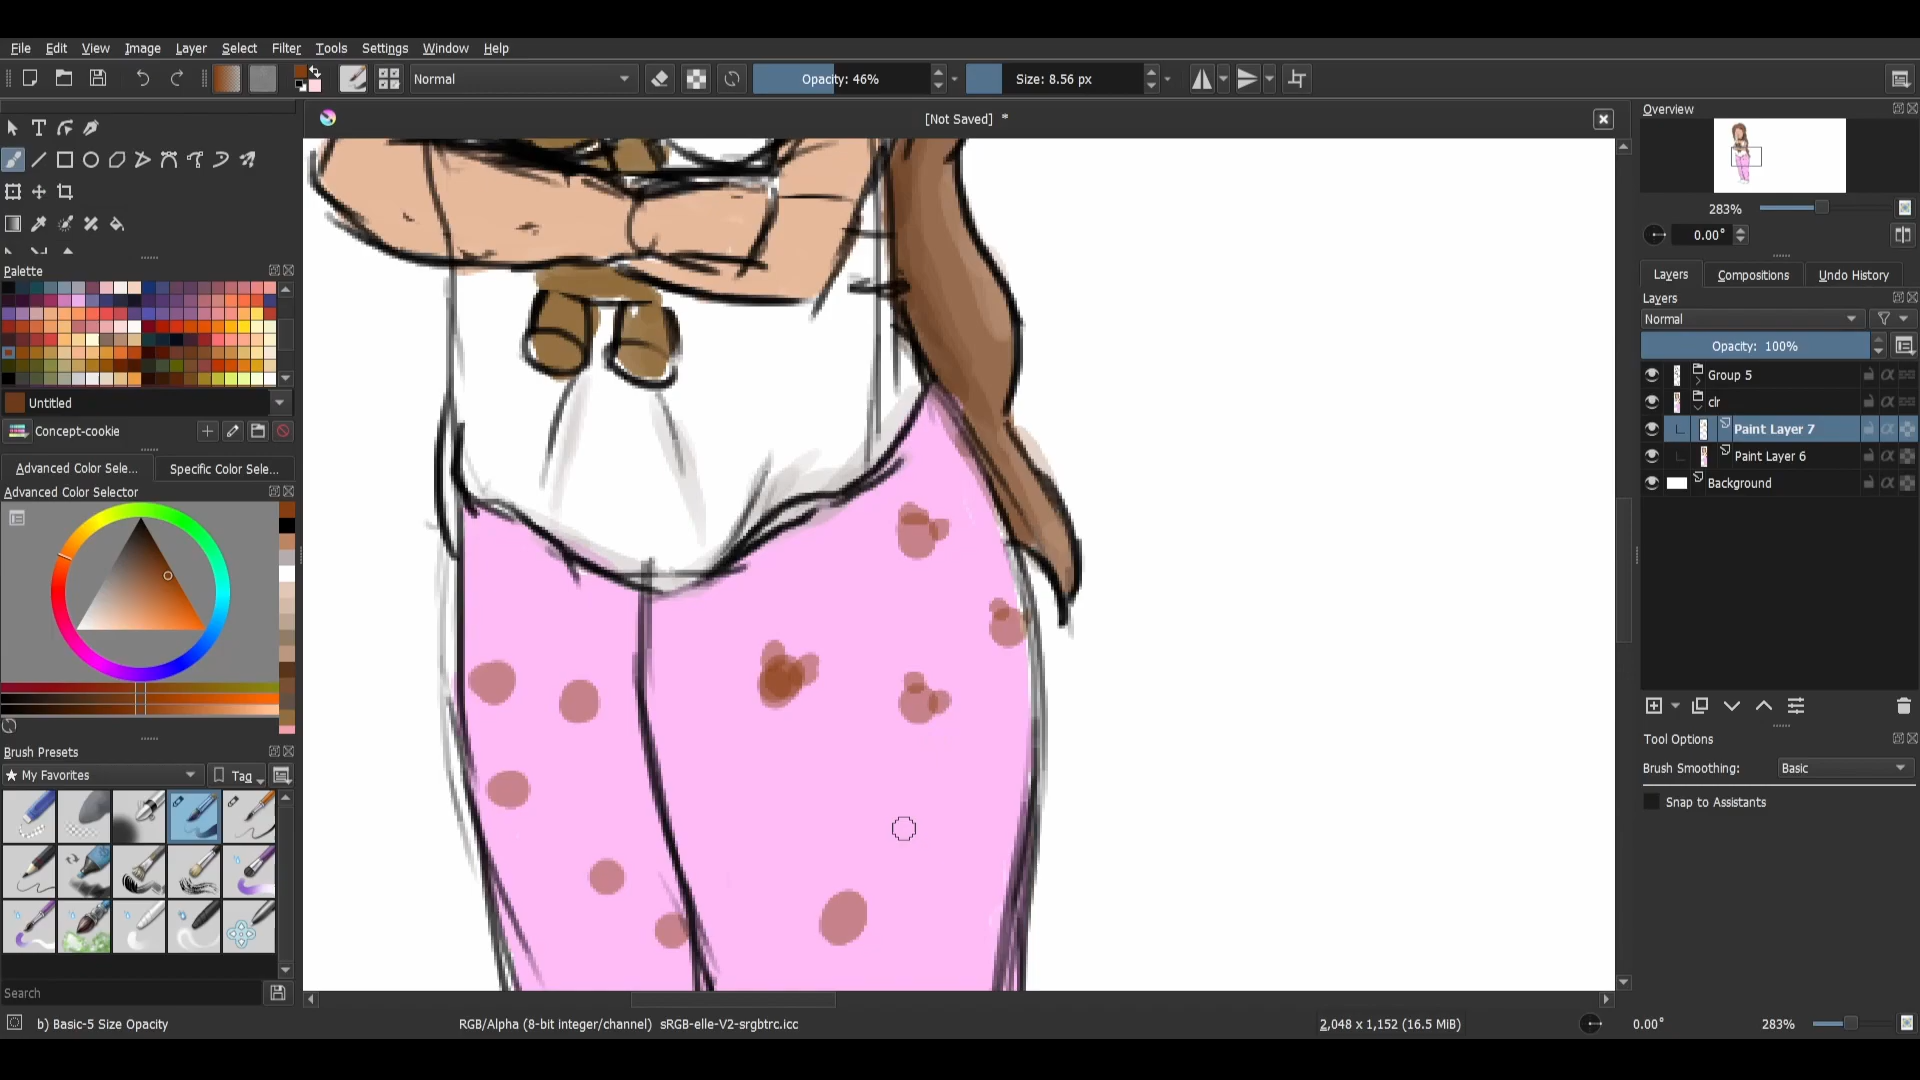 File Edit View Image Layer Select Filter Tools Settings Window Help
Normal
Opacity: 46%
Size: 8.56 px
[Not Saved] *
Overview
283%
0.00°
Palette
Untitled
Concept-cookie
Advanced Color Sele...
Specific Color Sele...
Advanced Color Selector
Brush Presets
My Favorites
Tag
Search
Layers
Compositions
Undo History
Layers
Normal
Opacity: 100%
Group 5
clr
Paint Layer 7
Paint Layer 6
Background
Tool Options
Brush Smoothing:
Basic
Snap to Assistants
b) Basic-5 Size Opacity
RGB/Alpha (8-bit integer/channel) sRGB-elle-V2-srgbtrc.icc
2,048 x 1,152 (16.5 MiB)
0.00°
283%